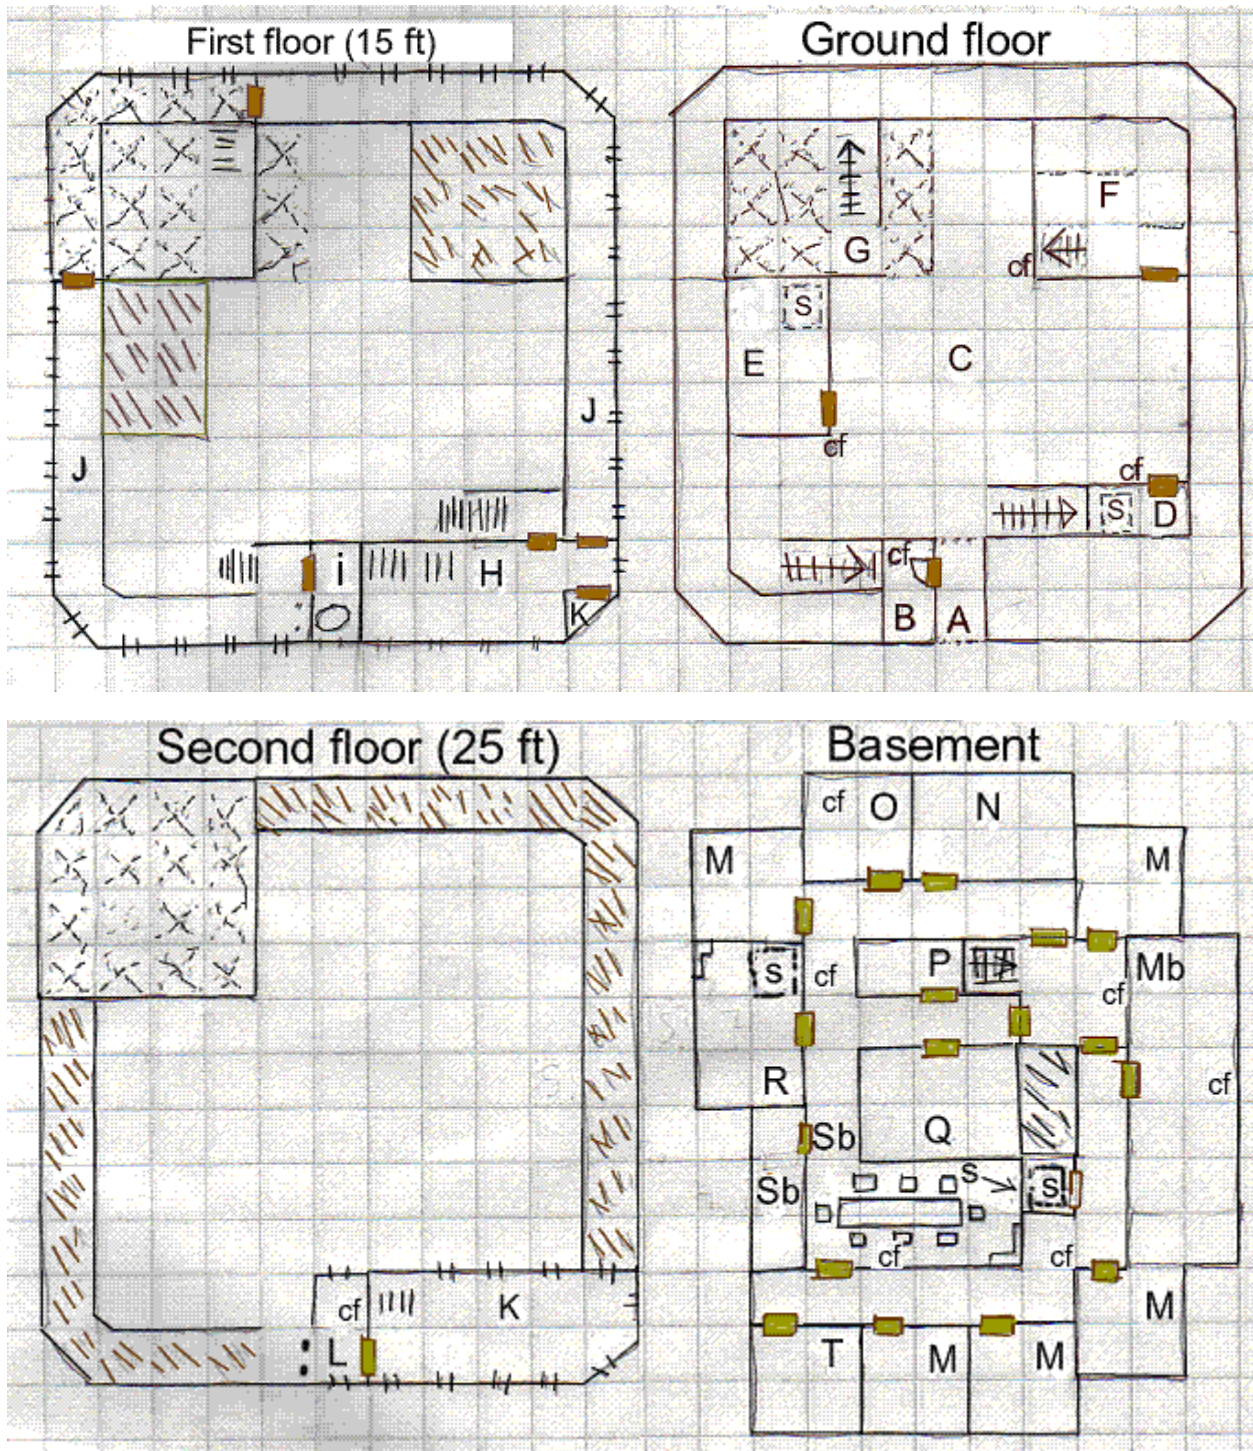 First floor (15 ft)
J
J
i
H
K
Ground floor
F
G
cf
S
E
C
cf
cf
S
D
cf
B
A
Second floor (25 ft)
cf
K
L
Basement
cf
O
N
M
M
S
cf
P
Mb
cf
R
cf
Sb
Q
Sb
S
S
cf
cf
M
T
M
M